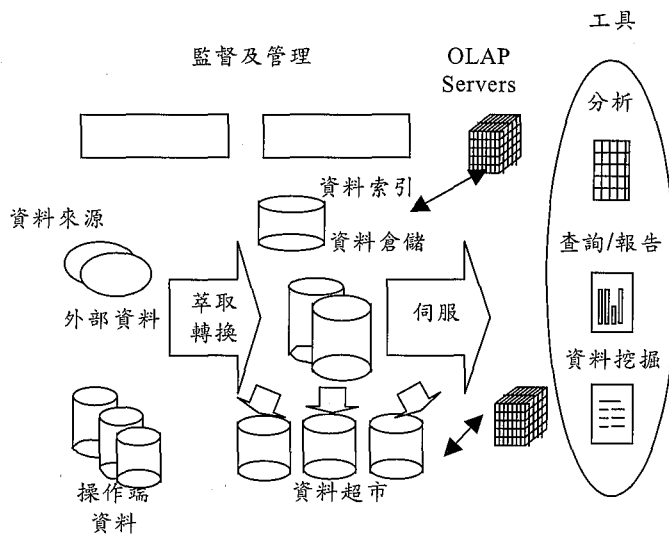 工具
監督及管理
OLAP
Servers
分析
資料索引
資料來源
資料倉儲
查詢/報告
外部資料
萃取
轉換
伺服
資料挖掘
操作端
資料
資料超市